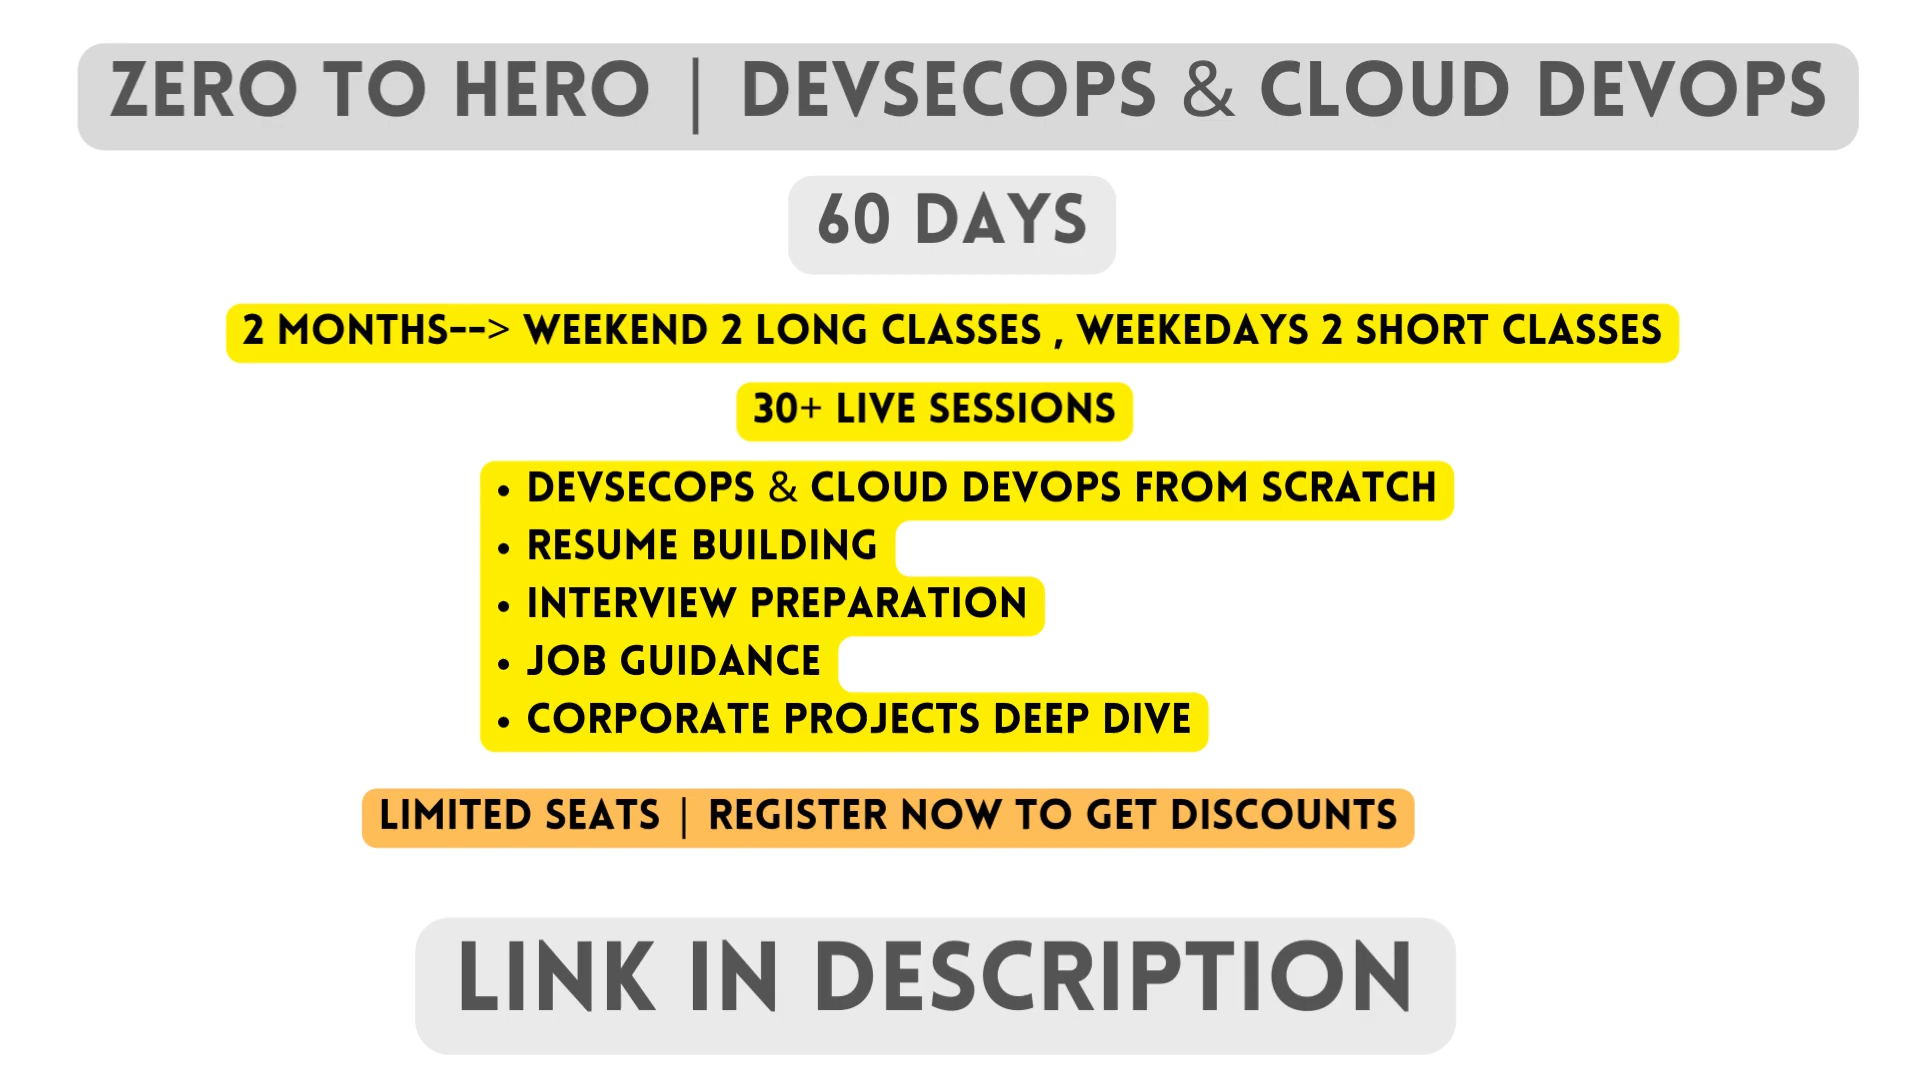 ZERO TO HERO | DEVSECOPS & CLOUD DEVOPS
60 DAYS
2 MONTHS--> WEEKEND 2 LONG CLASSES , WEEKEDAYS 2 SHORT CLASSES
30+ LIVE SESSIONS
• DEVSECOPS & CLOUD DEVOPS FROM SCRATCH
• RESUME BUILDING
• INTERVIEW PREPARATION
• JOB GUIDANCE
• CORPORATE PROJECTS DEEP DIVE
LIMITED SEATS | REGISTER NOW TO GET DISCOUNTS
LINK IN DESCRIPTION